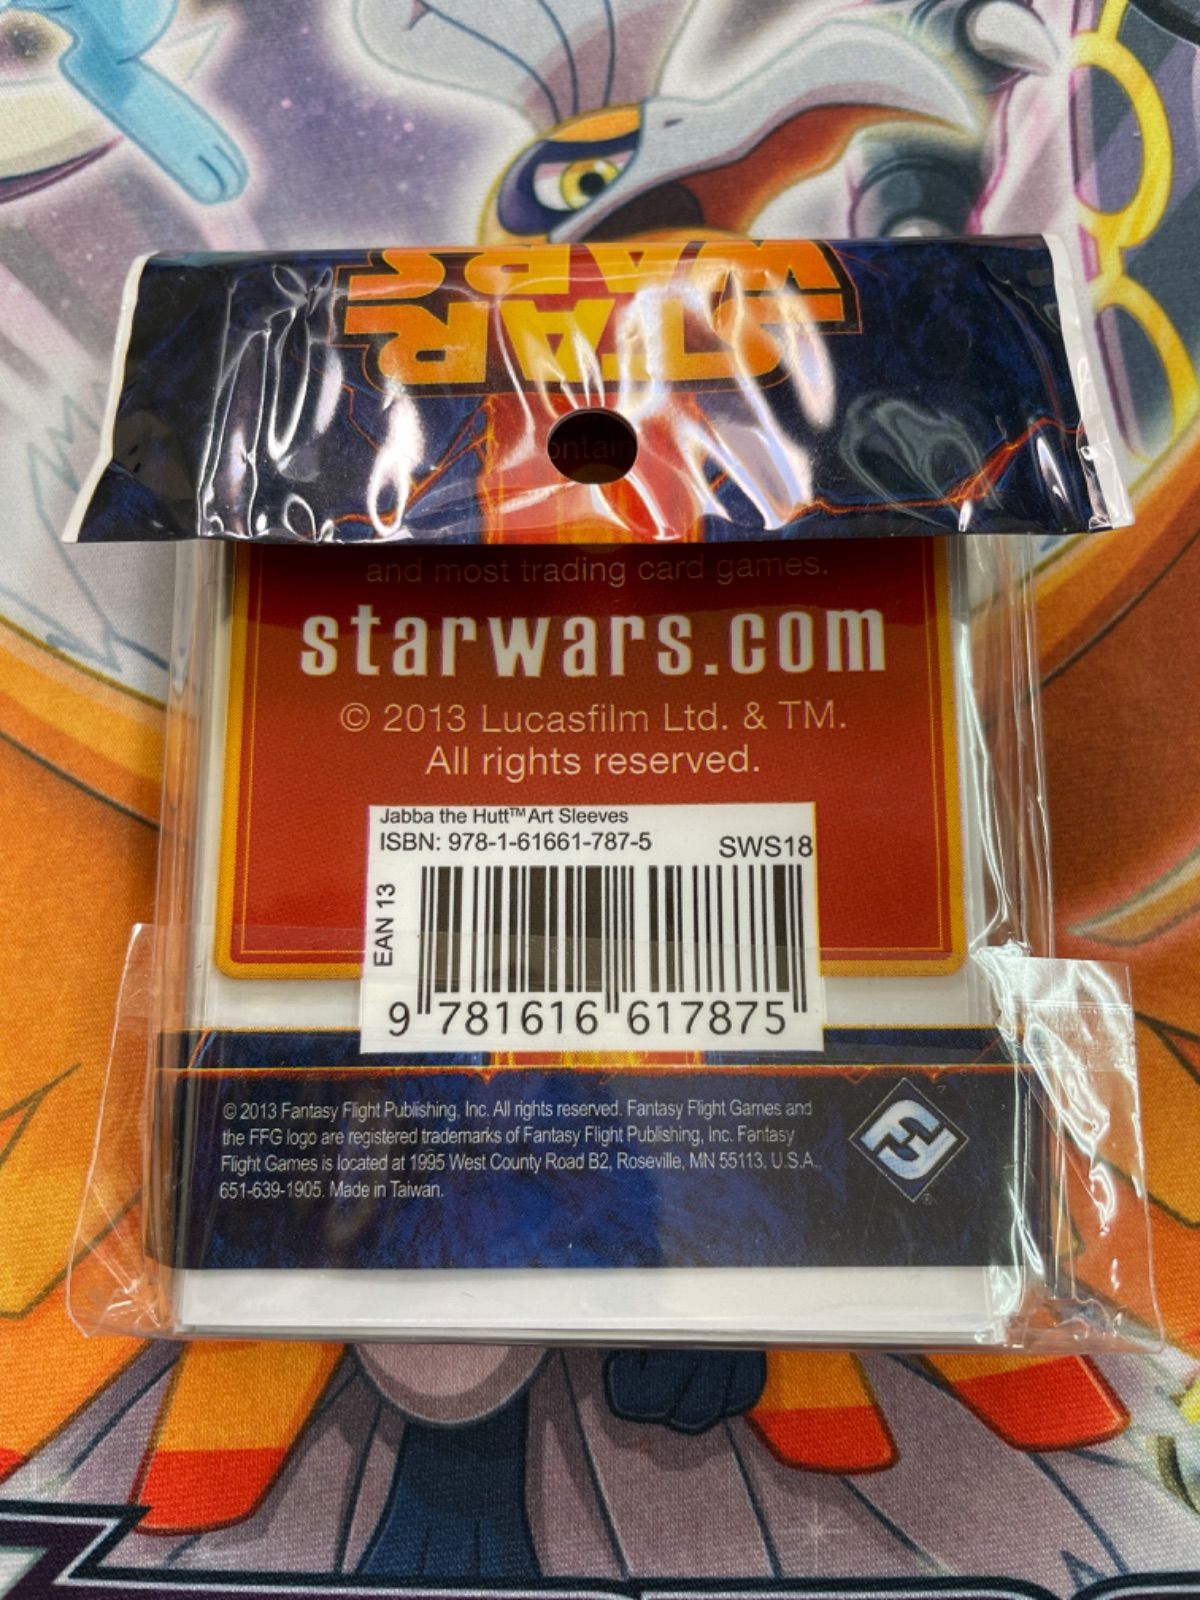 STAR
WARS
and most trading card games.
starwars.com
© 2013 Lucasfilm Ltd. & TM.
All rights reserved.
Jabba the Hutt™ Art Sleeves
ISBN: 978-1-61661-787-5
SWS18
EAN 13
9 781616 617875
© 2013 Fantasy Flight Publishing, Inc. All rights reserved. Fantasy Flight Games and
the FFG logo are registered trademarks of Fantasy Flight Publishing, Inc. Fantasy
Flight Games is located at 1995 West County Road B2, Roseville, MN 55113. U.S.A.
651-639-1905. Made in Taiwan.